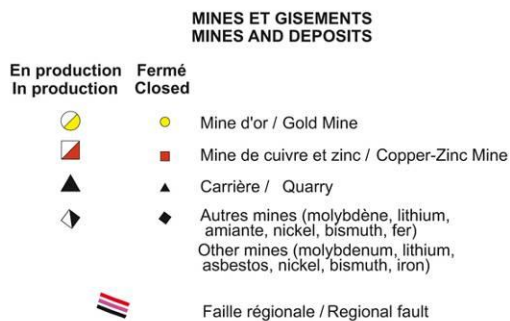 MINES ET GISEMENTS
MINES AND DEPOSITS
En production Fermé
In production Closed
Mine d'or / Gold Mine
Mine de cuivre et zinc / Copper-Zinc Mine
Carrière / Quarry
Autres mines (molybdène, lithium,
amiante, nickel, bismuth, fer)
Other mines (molybdenum, lithium,
asbestos, nickel, bismuth, iron)
Faille régionale / Regional fault